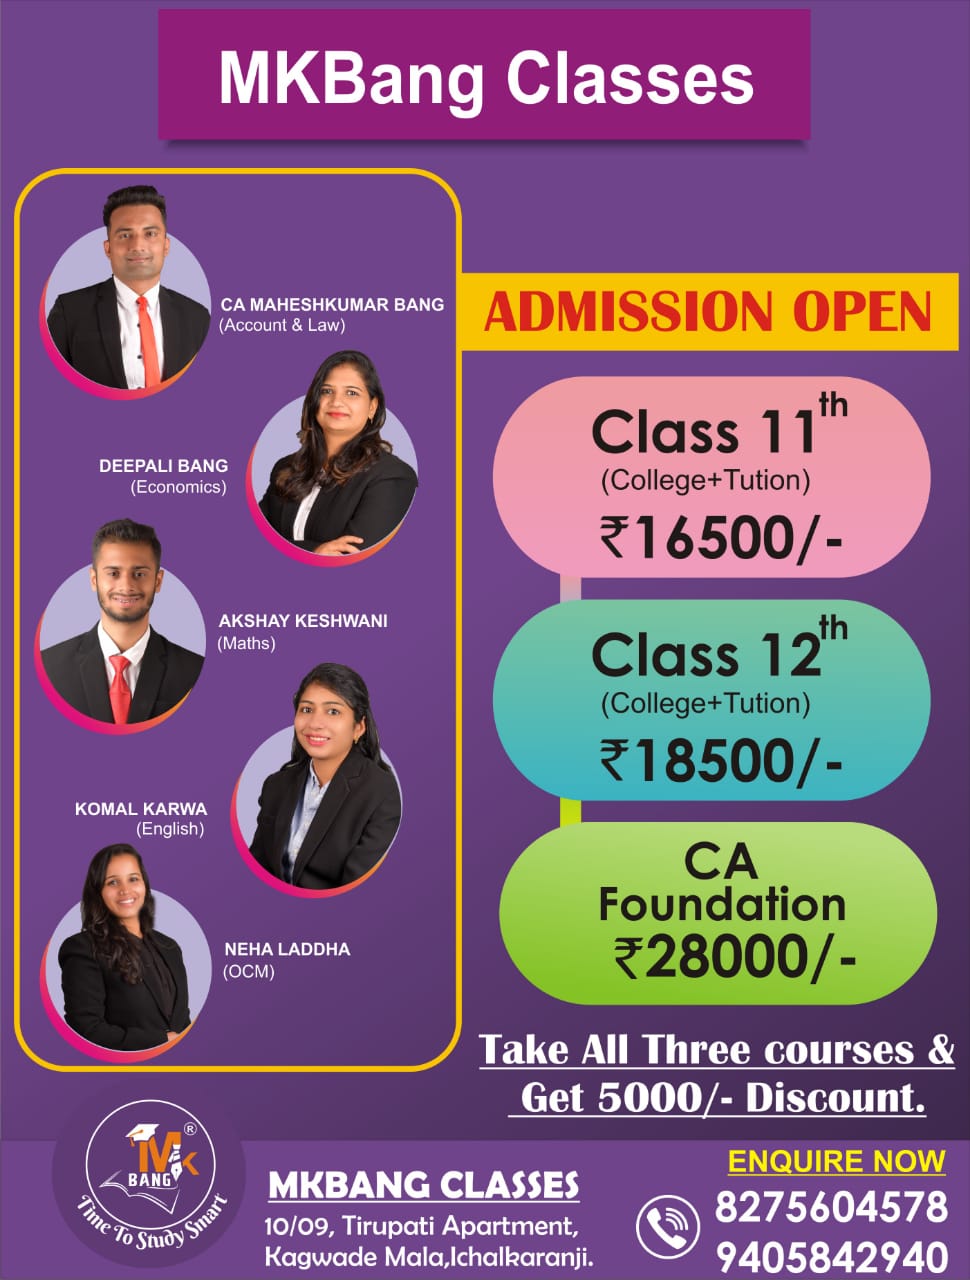 MKBang Classes
CA MAHESHKUMAR BANG
(Account & Law)
DEEPALI BANG
(Economics)
AKSHAY KESHWANI
(Maths)
KOMAL KARWA
(English)
NEHA LADDHA
(OCM)
ADMISSION OPEN
Class 11th
(College+Tution)
₹16500/-
Class 12th
(College+Tution)
₹18500/-
CA
Foundation
₹28000/-
Take All Three courses &
Get 5000/- Discount.
MK ®
BANG
Time To Study Smart
MKBANG CLASSES
10/09, Tirupati Apartment,
Kagwade Mala,Ichalkaranji.
ENQUIRE NOW
8275604578
9405842940